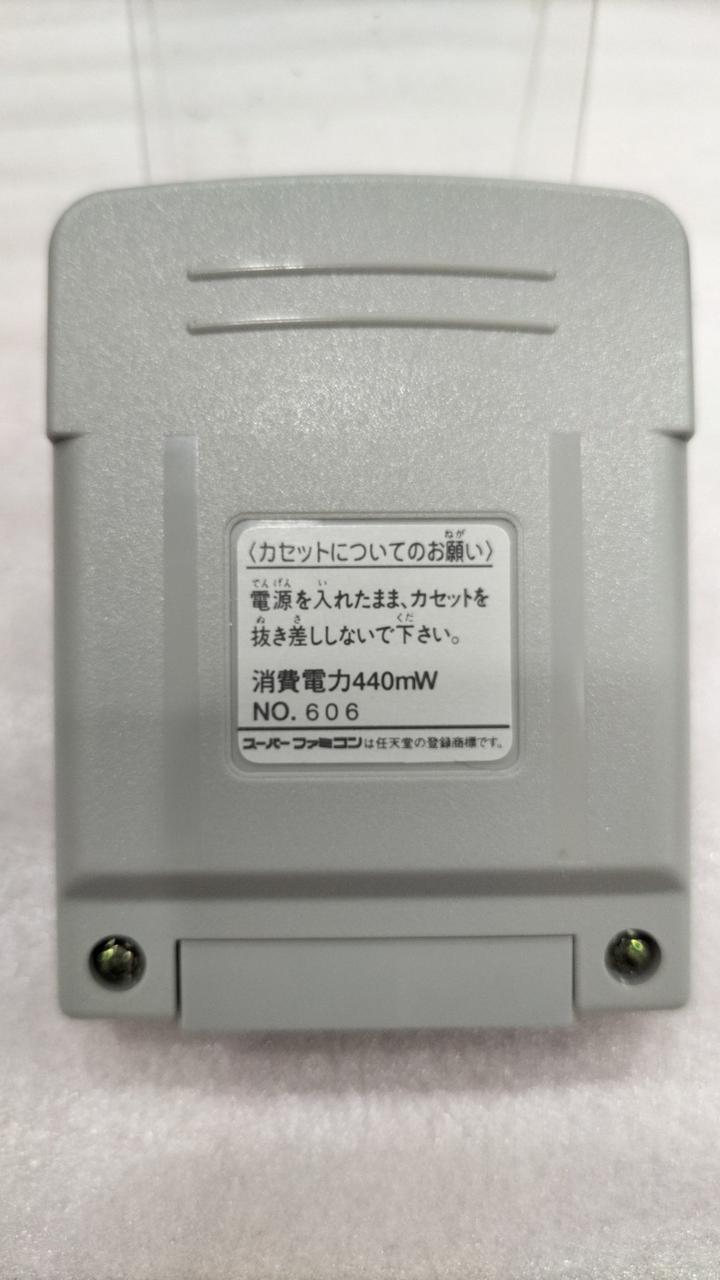 〈カセットについてのお願い〉
電源を入れたまま、カセットを
抜き差ししないで下さい。
消費電力440mW
NO. 606
スーパーファミコンは任天堂の登録商標です。